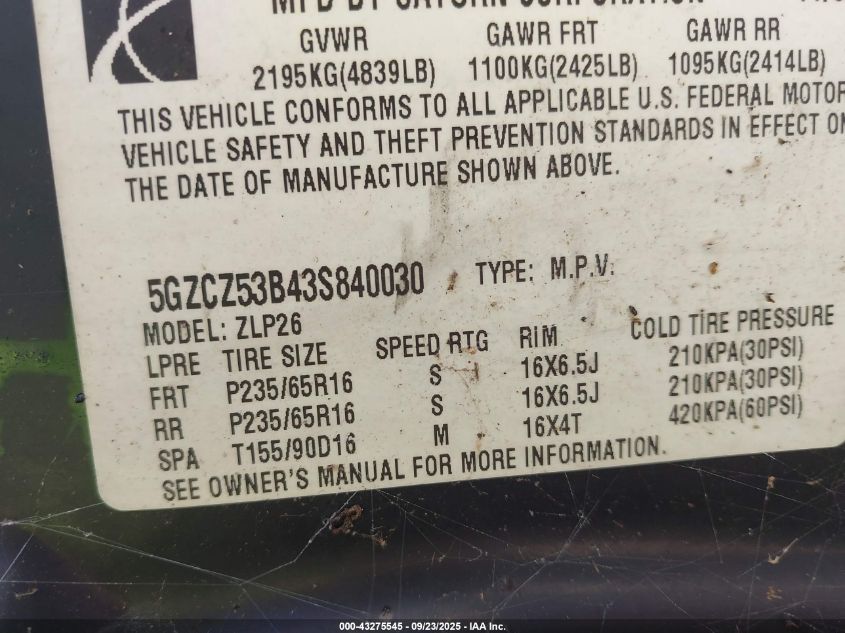 MFD BY SATURN CORPORATION
GVWR GAWR FRT GAWR RR
2195KG(4839LB) 1100KG(2425LB) 1095KG(2414LB)
THIS VEHICLE CONFORMS TO ALL APPLICABLE U.S. FEDERAL MOTOR
VEHICLE SAFETY AND THEFT PREVENTION STANDARDS IN EFFECT ON
THE DATE OF MANUFACTURE SHOWN ABOVE.
5GZCZ53B43S840030 TYPE: M.P.V.
MODEL: ZLP26
LPRE TIRE SIZE SPEED RTG RIM COLD TIRE PRESSURE
FRT P235/65R16 S 16X6.5J 210KPA(30PSI)
RR P235/65R16 S 16X6.5J 210KPA(30PSI)
SPA T155/90D16 M 16X4T 420KPA(60PSI)
SEE OWNER'S MANUAL FOR MORE INFORMATION.
000-43275545 - 09/23/2025 - IAA Inc.